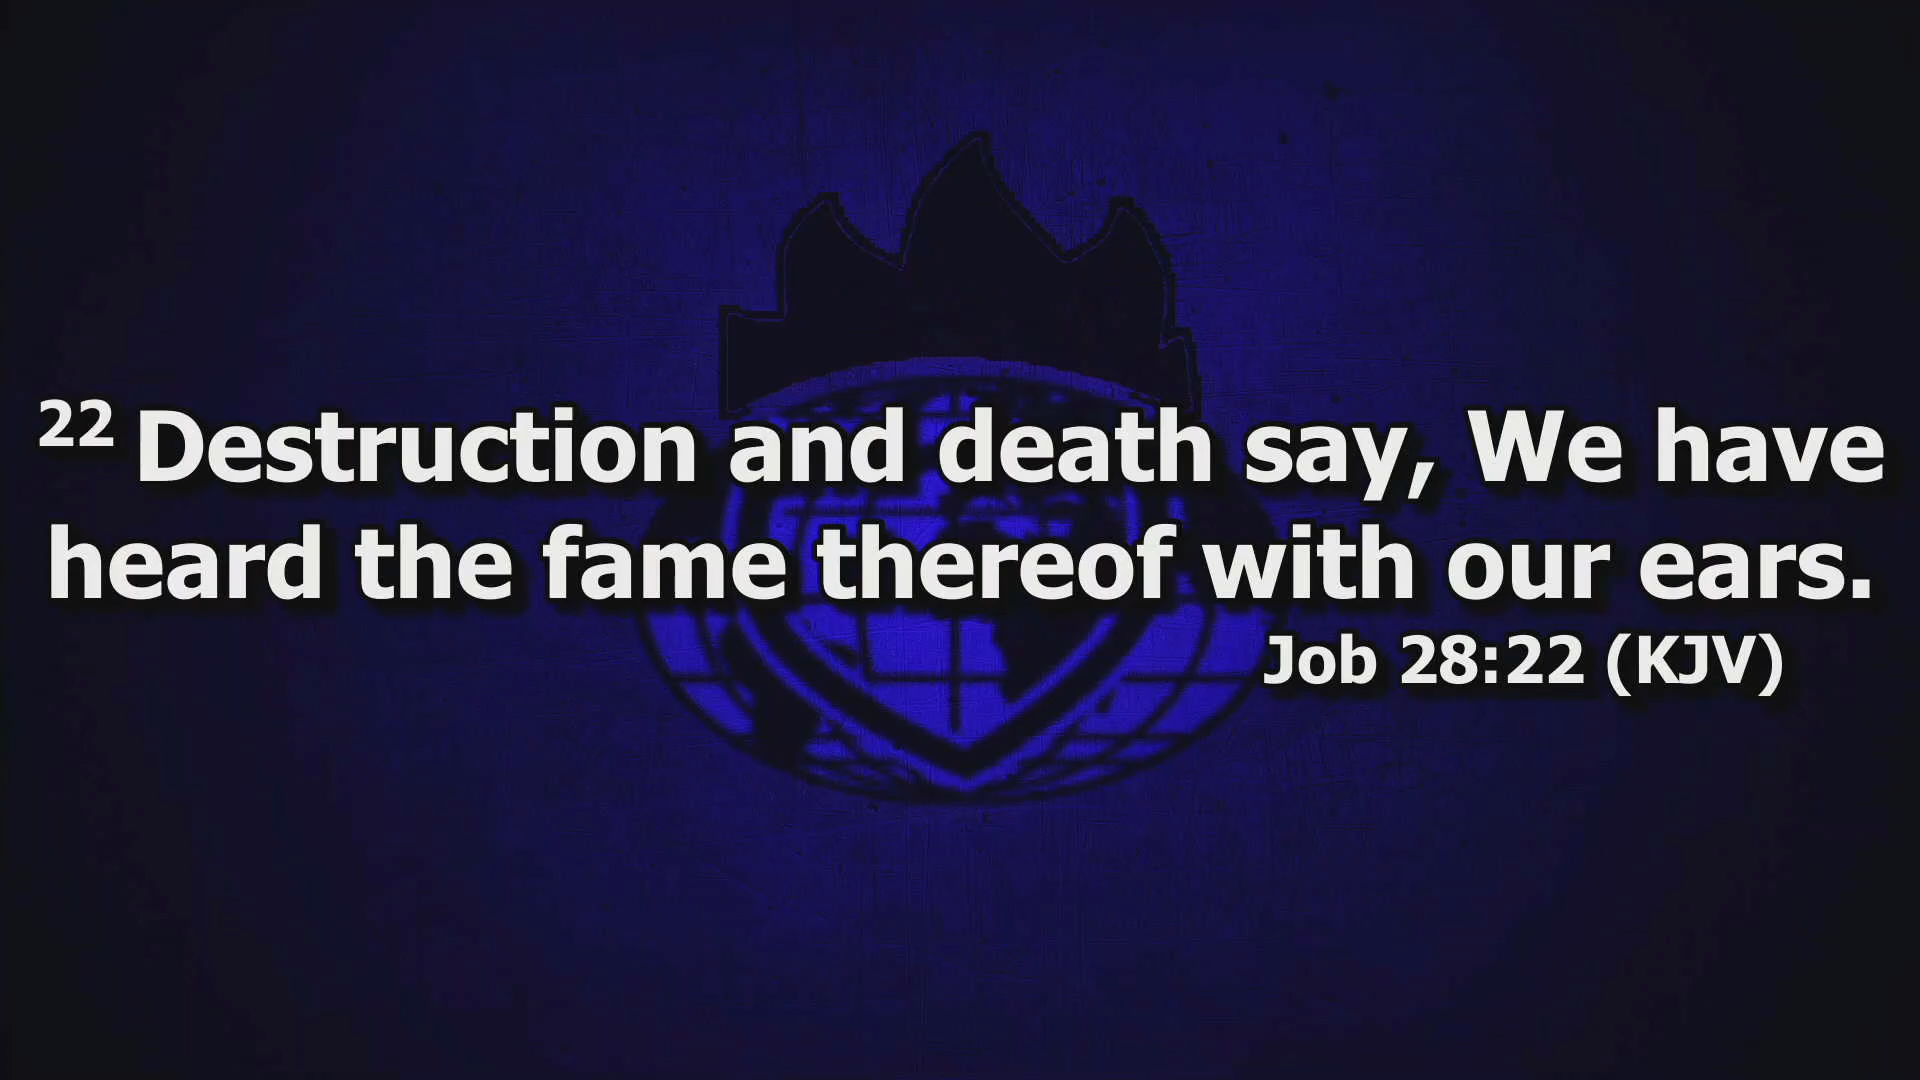 22 Destruction and death say, We have
heard the fame thereof with our ears.
Job 28:22 (KJV)